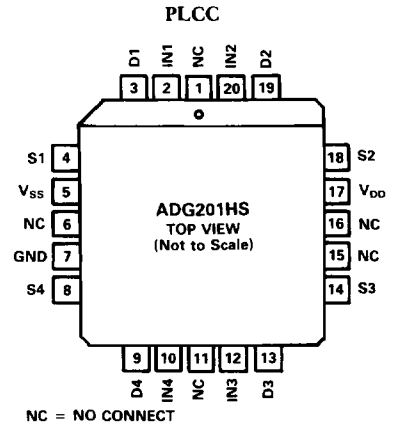 PLCC
D1 IN1 NC IN2 D2
3 2 1 20 19
S1 4 18 S2
VSS 5 17 VDD
NC 6 16 NC
GND 7 15 NC
S4 8 14 S3
ADG201HS
TOP VIEW
(Not to Scale)
9 10 11 12 13
D4 IN4 NC IN3 D3
NC = NO CONNECT